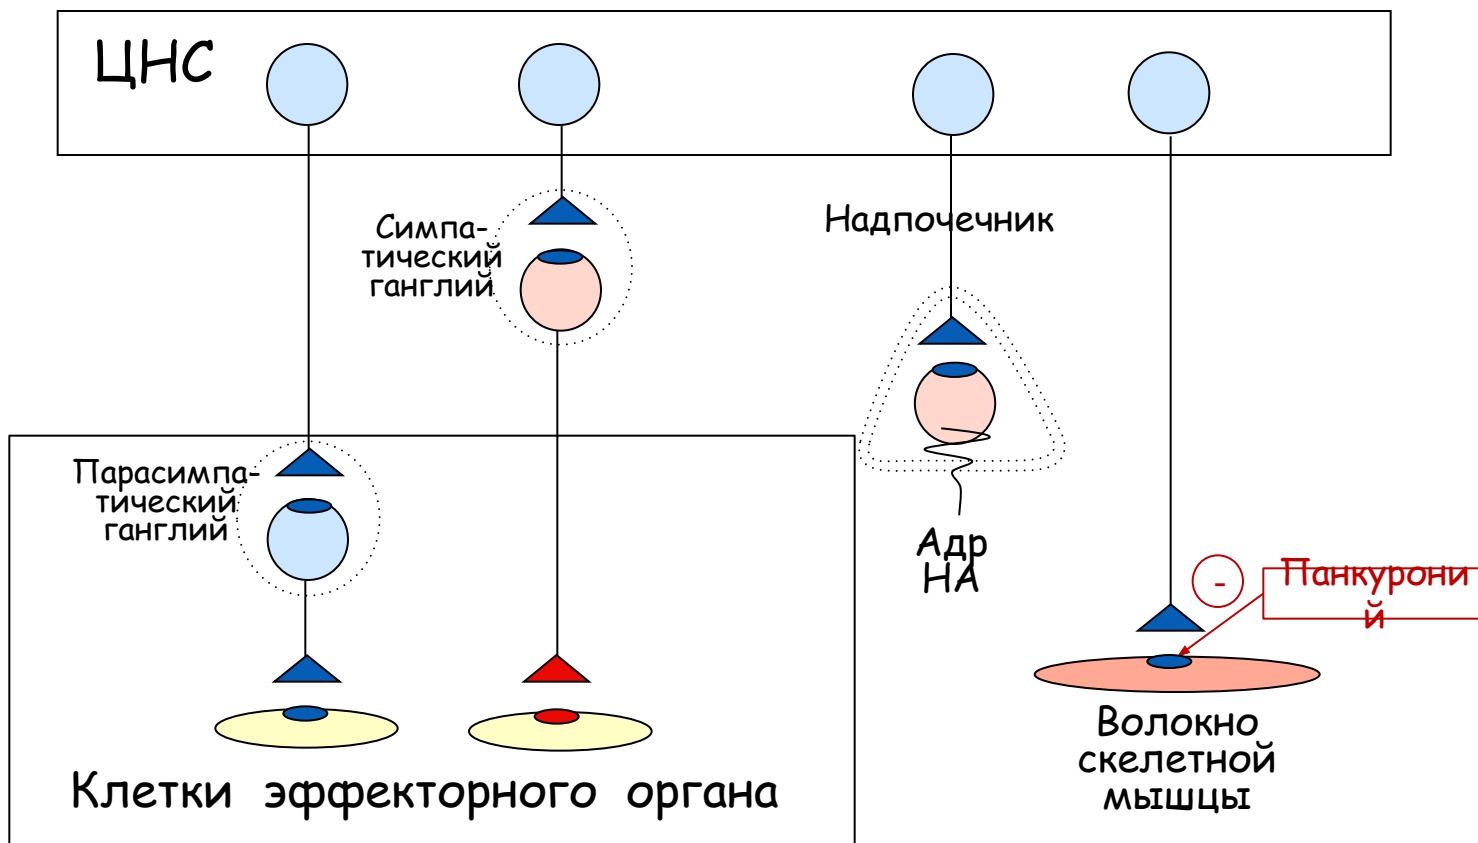 ЦНС
Симпа-
тический
ганглий
Надпочечник
Парасимпа-
тический
ганглий
Адр
НА
-
Панкурони
й
Волокно
скелетной
мышцы
Клетки эффекторного органа